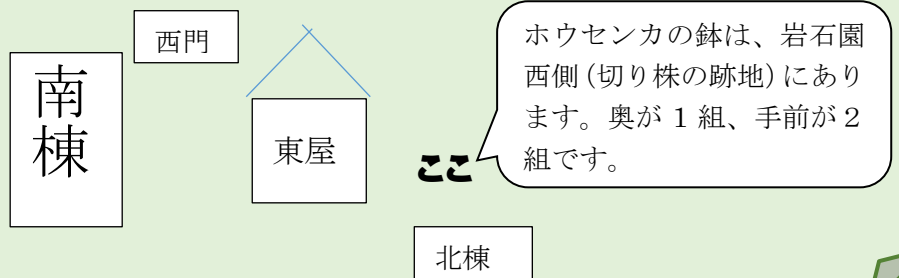 西門
南棟
東屋
ここ
ホウセンカの鉢は、岩石園
西側(切り株の跡地)にあり
ます。奥が1組、手前が2
組です。
北棟